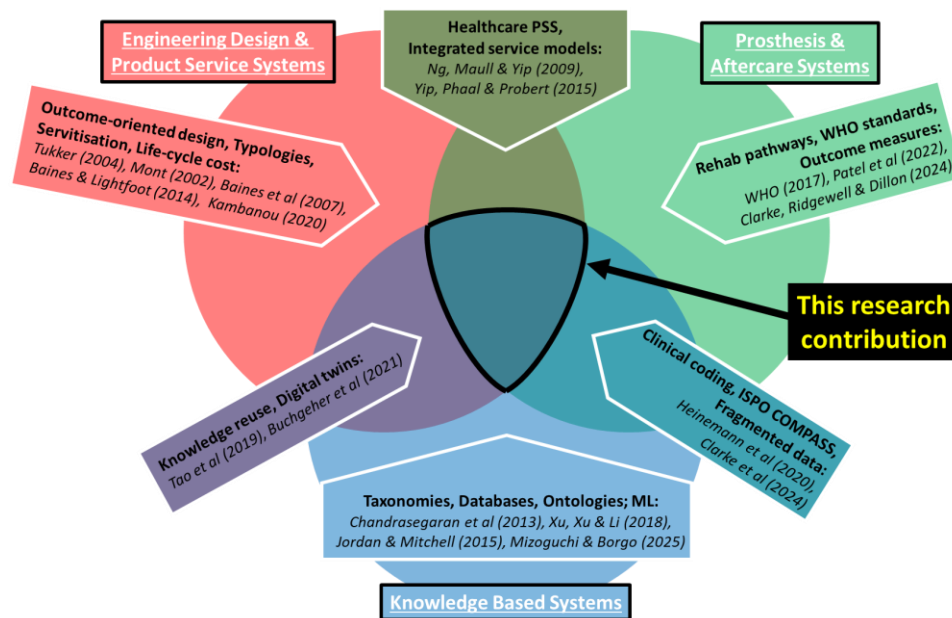 Engineering Design &
Product Service Systems
Healthcare PSS,
Integrated service models:
Ng, Maull & Yip (2009),
Yip, Phaal & Probert (2015)
Prosthesis &
Aftercare Systems
Outcome-oriented design, Typologies,
Servitisation, Life-cycle cost:
Tukker (2004), Mont (2002), Baines et al (2007),
Baines & Lightfoot (2014), Kambanou (2020)
Rehab pathways, WHO standards,
Outcome measures:
WHO (2017), Patel et al (2022),
Clarke, Ridgewell & Dillon (2024)
This research
contribution
Knowledge reuse, Digital twins:
Tao et al (2019), Buchgeher et al (2021)
Clinical coding, ISPO COMPASS,
Fragmented data:
Heinemann et al (2020),
Clarke et al (2024)
Taxonomies, Databases, Ontologies; ML:
Chandrasegaran et al (2013), Xu, Xu & Li (2018),
Jordan & Mitchell (2015), Mizoguchi & Borgo (2025)
Knowledge Based Systems